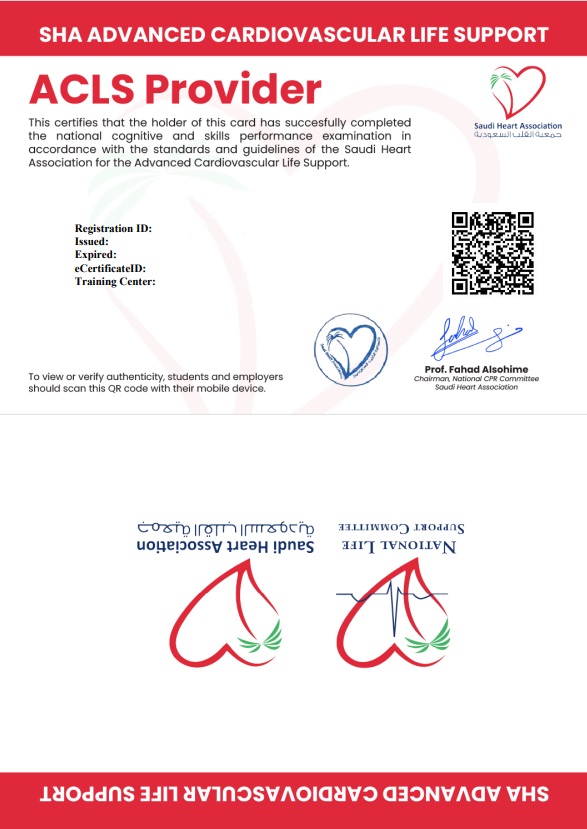 SHA ADVANCED CARDIOVASCULAR LIFE SUPPORT
ACLS Provider
This certifies that the holder of this card has succesfully completed
the national cognitive and skills performance examination in
accordance with the standards and guidelines of the Saudi Heart
Association for the Advanced Cardiovascular Life Support.
Saudi Heart Association
جمعية القلب السعودية
Registration ID:
Issued:
Expired:
eCertificateID:
Training Center:
To view or verify authenticity, students and employers
should scan this QR code with their mobile device.
Prof. Fahad Alsohime
Chairman, National CPR Committee
Saudi Heart Association
SHA ADVANCED CARDIOVASCULAR LIFE SUPPORT
NATIONAL LIFE
SUPPORT COMMITTEE
Saudi Heart Association
جمعية القلب السعودية